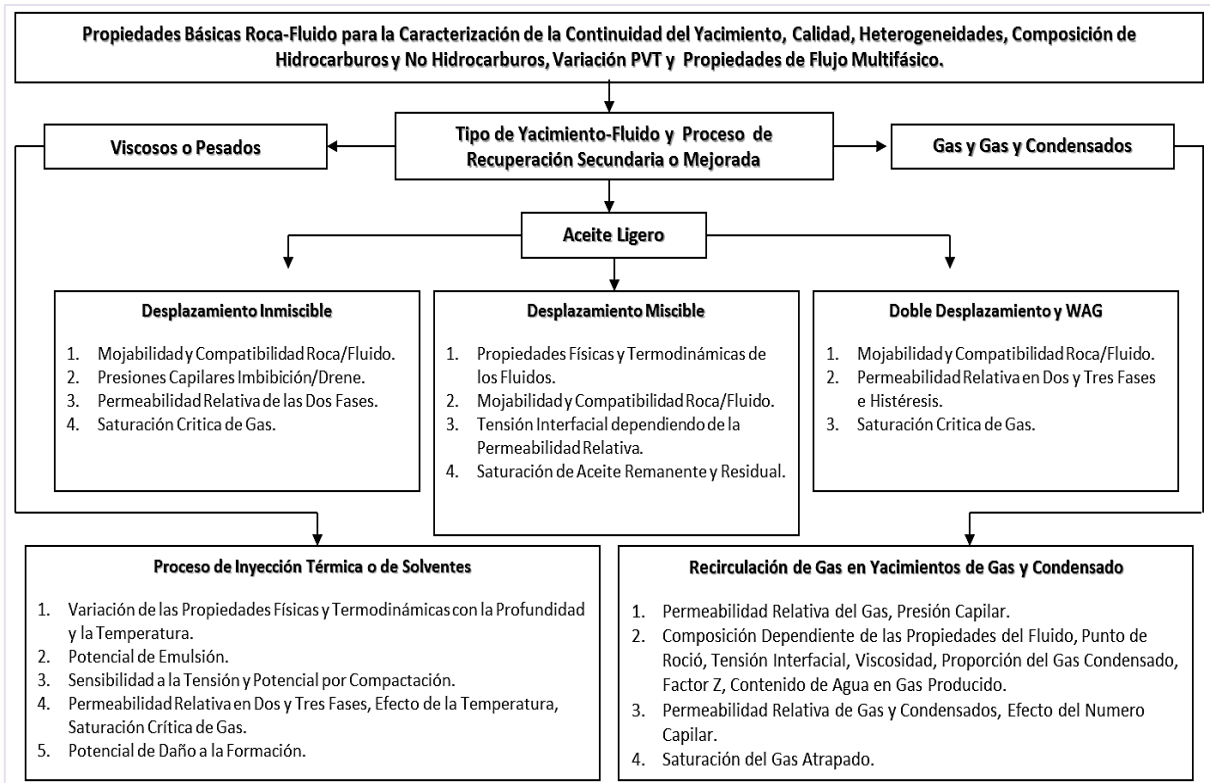 Propiedades Básicas Roca-Fluido para la Caracterización de la Continuidad del Yacimiento, Calidad, Heterogeneidades, Composición de
Hidrocarburos y No Hidrocarburos, Variación PVT y Propiedades de Flujo Multifásico.
Viscosos o Pesados
Tipo de Yacimiento-Fluido y Proceso de
Recuperación Secundaria o Mejorada
Gas y Gas y Condensados
Aceite Ligero
Desplazamiento Inmiscible
1. Mojabilidad y Compatibilidad Roca/Fluido.
2. Presiones Capilares Imbibición/Drene.
3. Permeabilidad Relativa de las Dos Fases.
4. Saturación Critica de Gas.
Desplazamiento Miscible
1. Propiedades Físicas y Termodinámicas de
los Fluidos.
2. Mojabilidad y Compatibilidad Roca/Fluido.
3. Tensión Interfacial dependiendo de la
Permeabilidad Relativa.
4. Saturación de Aceite Remanente y Residual.
Doble Desplazamiento y WAG
1. Mojabilidad y Compatibilidad Roca/Fluido.
2. Permeabilidad Relativa en Dos y Tres Fases
e Histéresis.
3. Saturación Critica de Gas.
Proceso de Inyección Térmica o de Solventes
1. Variación de las Propiedades Físicas y Termodinámicas con la Profundidad
y la Temperatura.
2. Potencial de Emulsión.
3. Sensibilidad a la Tensión y Potencial por Compactación.
4. Permeabilidad Relativa en Dos y Tres Fases, Efecto de la Temperatura,
Saturación Crítica de Gas.
5. Potencial de Daño a la Formación.
Recirculación de Gas en Yacimientos de Gas y Condensado
1. Permeabilidad Relativa del Gas, Presión Capilar.
2. Composición Dependiente de las Propiedades del Fluido, Punto de
Roció, Tensión Interfacial, Viscosidad, Proporción del Gas Condensado,
Factor Z, Contenido de Agua en Gas Producido.
3. Permeabilidad Relativa de Gas y Condensados, Efecto del Numero
Capilar.
4. Saturación del Gas Atrapado.